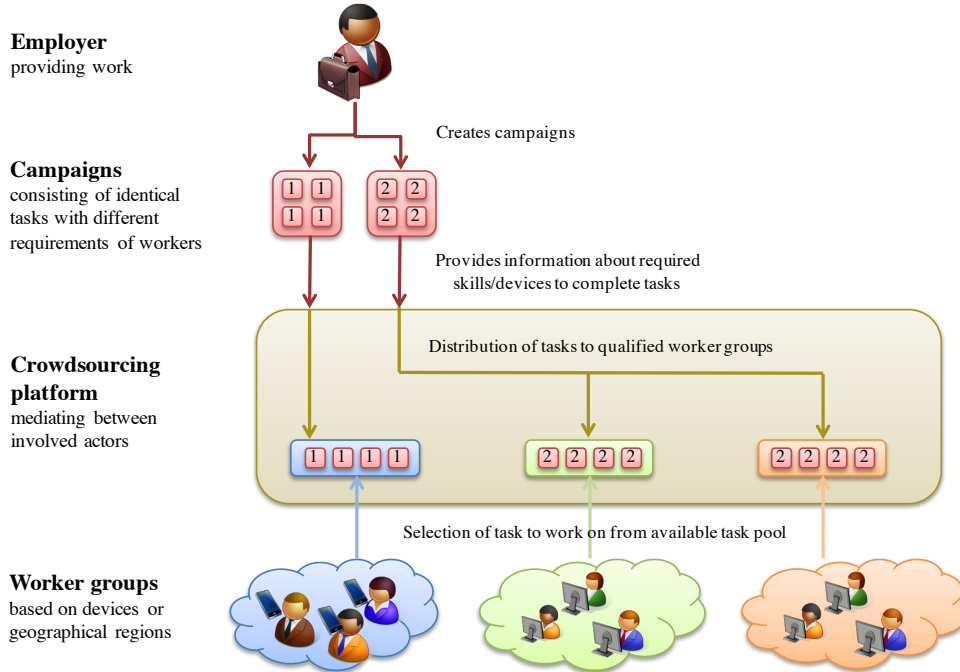 Employer
providing work
Creates campaigns
Campaigns
consisting of identical
tasks with different
requirements of workers
1 1
1 1
2 2
2 2
Provides information about required
skills/devices to complete tasks
Crowdsourcing
platform
mediating between
involved actors
Distribution of tasks to qualified worker groups
1 1 1 1
2 2 2 2
2 2 2 2
Selection of task to work on from available task pool
Worker groups
based on devices or
geographical regions